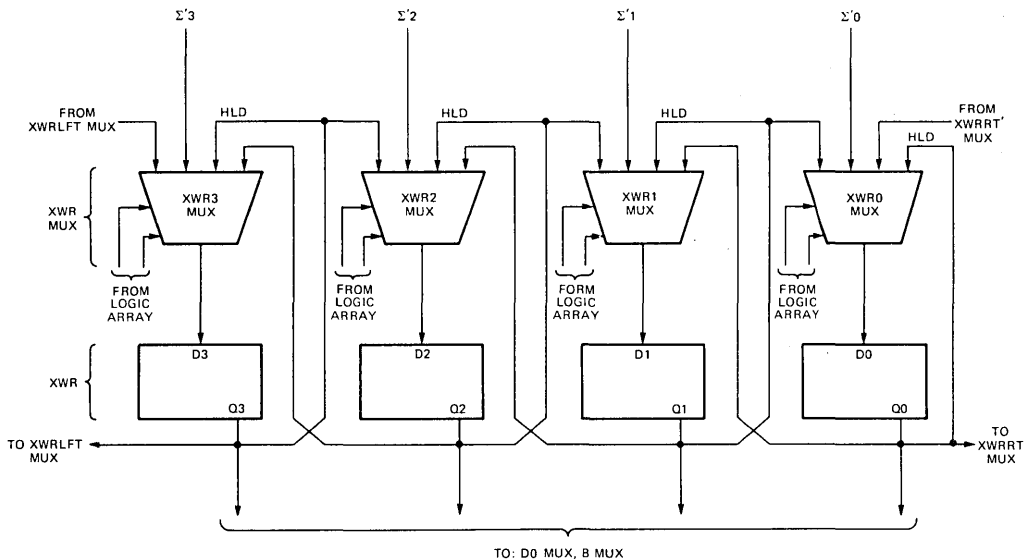 Σ'3
Σ'2
Σ'1
Σ'0
FROM
XWRLFT MUX
HLD
HLD
HLD
FROM
XWRRT'
MUX
HLD
XWR
MUX
XWR3
MUX
XWR2
MUX
XWR1
MUX
XWR0
MUX
FROM
LOGIC
ARRAY
FROM
LOGIC
ARRAY
FORM
LOGIC
ARRAY
FROM
LOGIC
ARRAY
XWR
D3
Q3
D2
Q2
D1
Q1
D0
Q0
TO XWRLFT
MUX
TO
XWRRT
MUX
TO: D0 MUX, B MUX